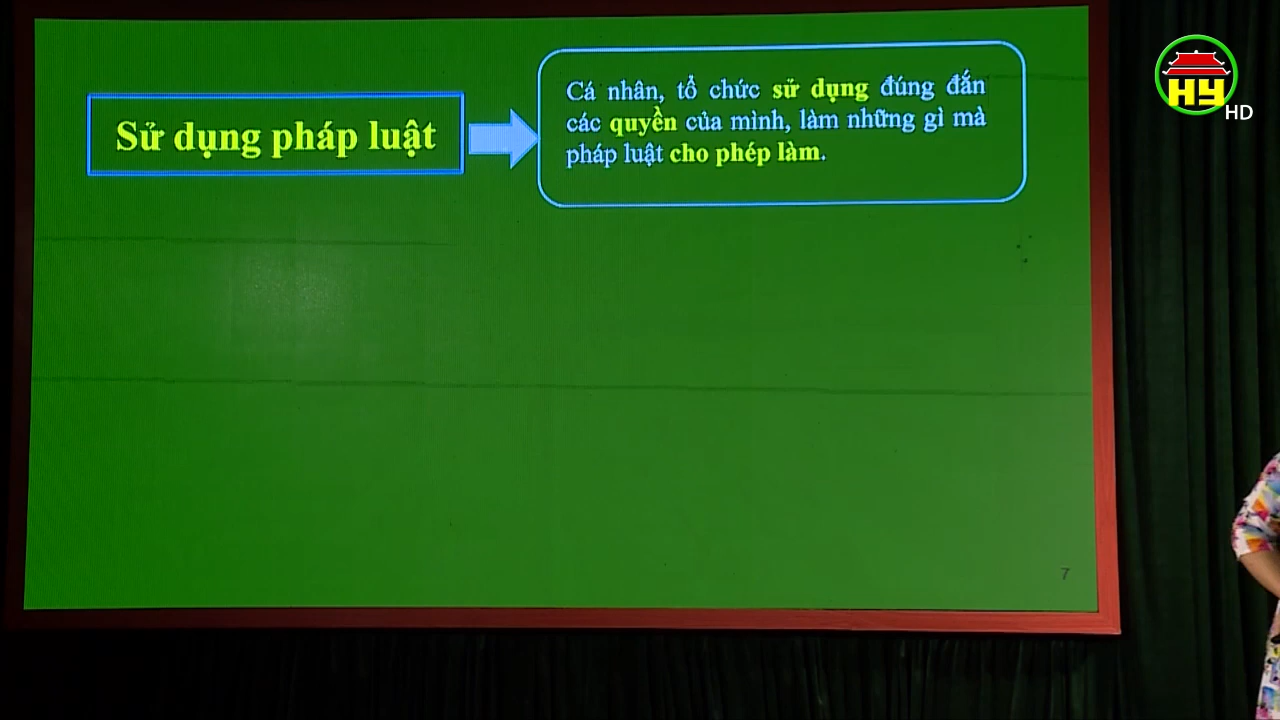 Sử dụng pháp luật
Cá nhân, tổ chức sử dụng đúng đắn
các quyền của mình, làm những gì mà
pháp luật cho phép làm.
7
HY
HD